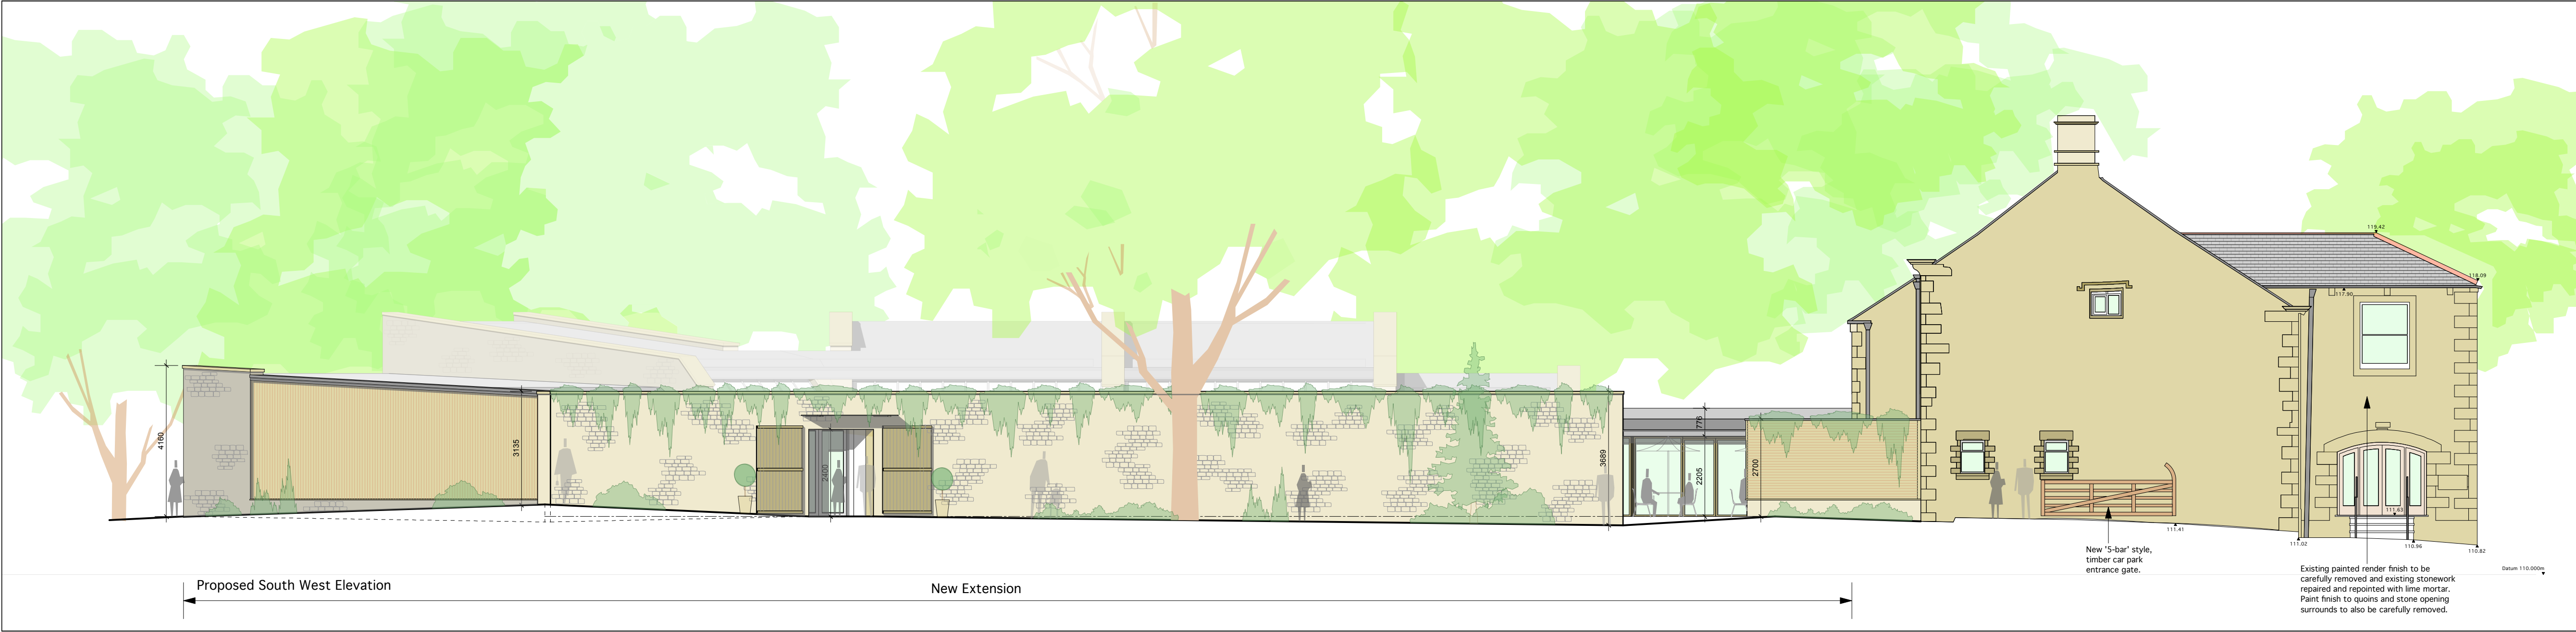 119.42
118.09
117.90
4160
3135
2400
3689
776
2205
2700
111.63
111.41
111.02
110.96
110.82
New '5-bar' style,
timber car park
entrance gate.
Existing painted render finish to be
carefully removed and existing stonework
repaired and repointed with lime mortar.
Paint finish to quoins and stone opening
surrounds to also be carefully removed.
Datum 110.000m
Proposed South West Elevation
New Extension